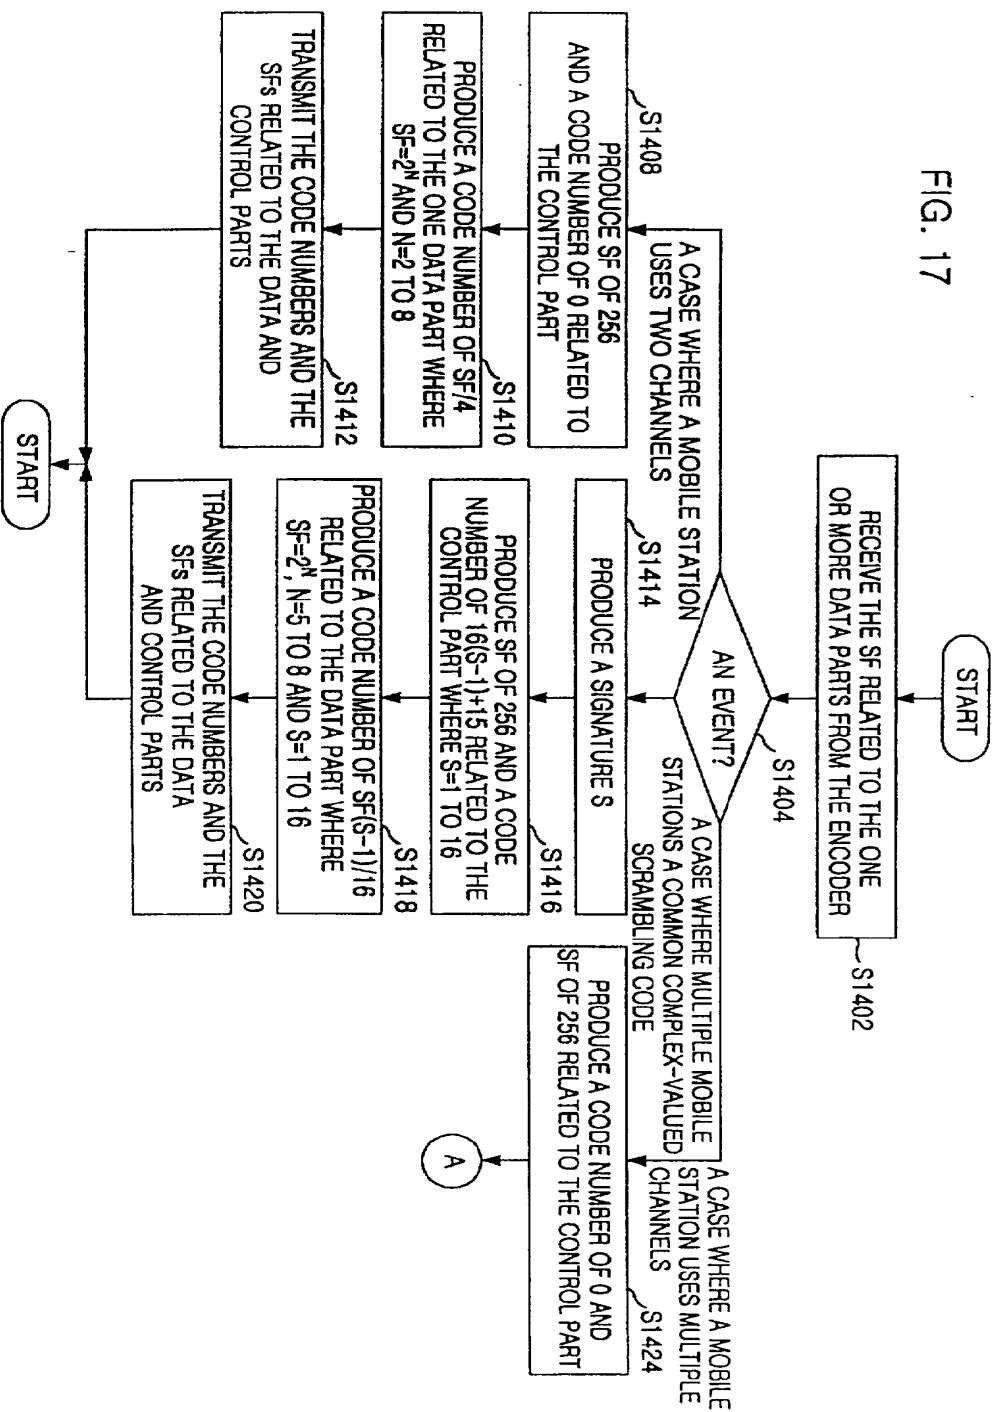 FIG. 17
START
RECEIVE THE SF RELATED TO THE ONE
OR MORE DATA PARTS FROM THE ENCODER
S1402
AN EVENT?
S1404
A CASE WHERE A MOBILE STATION
USES TWO CHANNELS
A CASE WHERE MULTIPLE MOBILE
STATIONS A COMMON COMPLEX-VALUED
SCRAMBLING CODE
A CASE WHERE A MOBILE
STATION USES MULTIPLE
CHANNELS
S1408
PRODUCE SF OF 256
AND A CODE NUMBER OF 0 RELATED TO
THE CONTROL PART
S1410
PRODUCE A CODE NUMBER OF SF/4
RELATED TO THE ONE DATA PART WHERE
SF=2ᴺ AND N=2 TO 8
S1412
TRANSMIT THE CODE NUMBERS AND THE
SFs RELATED TO THE DATA AND
CONTROL PARTS
S1414
PRODUCE A SIGNATURE S
S1416
PRODUCE SF OF 256 AND A CODE
NUMBER OF 16(S-1)+15 RELATED TO THE
CONTROL PART WHERE S=1 TO 16
S1418
PRODUCE A CODE NUMBER OF SF(S-1)/16
RELATED TO THE DATA PART WHERE
SF=2ᴺ, N=5 TO 8 AND S=1 TO 16
S1420
TRANSMIT THE CODE NUMBERS AND THE
SFs RELATED TO THE DATA
AND CONTROL PARTS
S1424
PRODUCE A CODE NUMBER OF 0 AND
SF OF 256 RELATED TO THE CONTROL PART
A
START